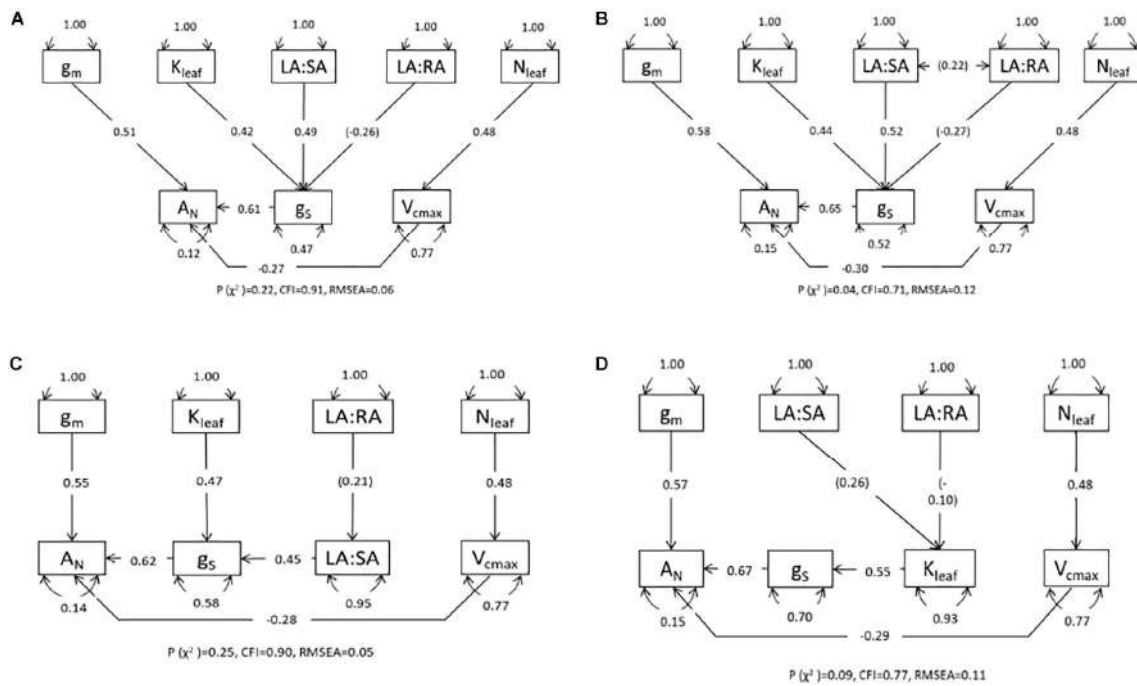 A
1.00 1.00 1.00 1.00 1.00
gm Kleaf LA:SA LA:RA Nleaf
0.51 0.42 0.49 (-0.26) 0.48
AN 0.61 gS Vcmax
0.12 0.47 0.77
-0.27
P (χ² )=0.22, CFI=0.91, RMSEA=0.06
B
1.00 1.00 1.00 1.00 1.00
gm Kleaf LA:SA (0.22) LA:RA Nleaf
0.58 0.44 0.52 (-0.27) 0.48
AN 0.65 gS Vcmax
0.15 0.52 0.77
-0.30
P (χ² )=0.04, CFI=0.71, RMSEA=0.12
C
1.00 1.00 1.00 1.00
gm Kleaf LA:RA Nleaf
0.55 0.47 (0.21) 0.48
AN 0.62 gS 0.45 LA:SA Vcmax
0.14 0.58 0.95 0.77
-0.28
P (χ² )=0.25, CFI=0.90, RMSEA=0.05
D
1.00 1.00 1.00 1.00
gm LA:SA LA:RA Nleaf
0.57 (0.26) (- 0.48
0.10)
AN 0.67 gS 0.55 Kleaf Vcmax
0.15 0.70 0.93 0.77
-0.29
P (χ² )=0.09, CFI=0.77, RMSEA=0.11